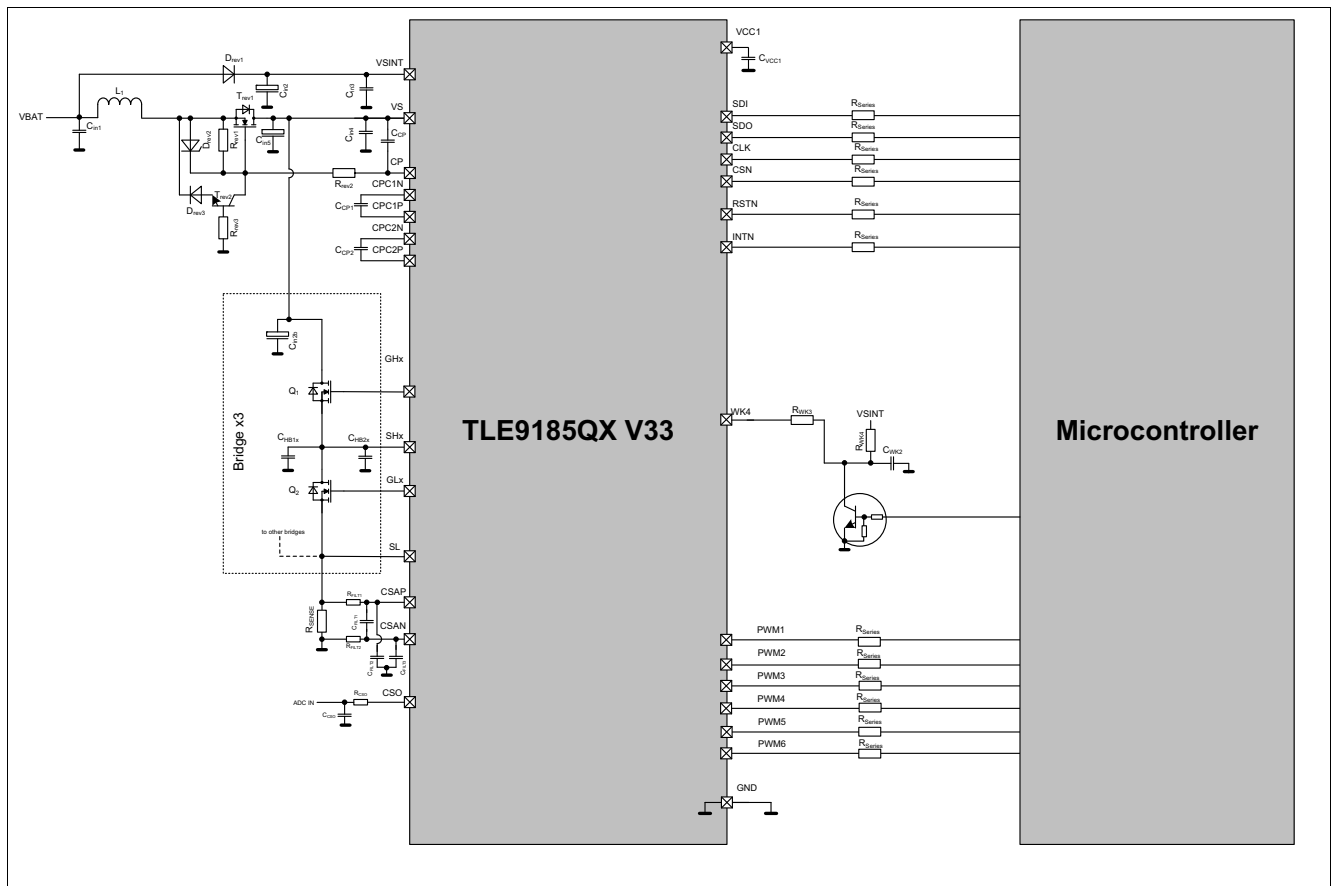 VBAT
L1
Cin1
Drev1
Cin2
Cin3
VSINT
Trev1
VS
Drev2
Rrev1
Cin5
Cin4
CCP
CP
Rrev2
Trev2
Drev3
Rrev3
CPC1N
CCP1
CPC1P
CPC2N
CCP2
CPC2P
Bridge x3
Cin2b
GHx
Q1
SHx
CHB1x
CHB2x
GLx
Q2
to other bridges
SL
CSAP
RFILT1
RSENSE
CFILT1
CSAN
RFILT2
CFILT2
CFILT3
CSO
ADC IN
RCSO
CCSO
TLE9185QX V33
VCC1
CVCC1
SDI
RSeries
SDO
RSeries
CLK
RSeries
CSN
RSeries
RSTN
RSeries
INTN
RSeries
WK4
RWK3
VSINT
RWK4
CWK2
PWM1
RSeries
PWM2
RSeries
PWM3
RSeries
PWM4
RSeries
PWM5
RSeries
PWM6
RSeries
GND
Microcontroller